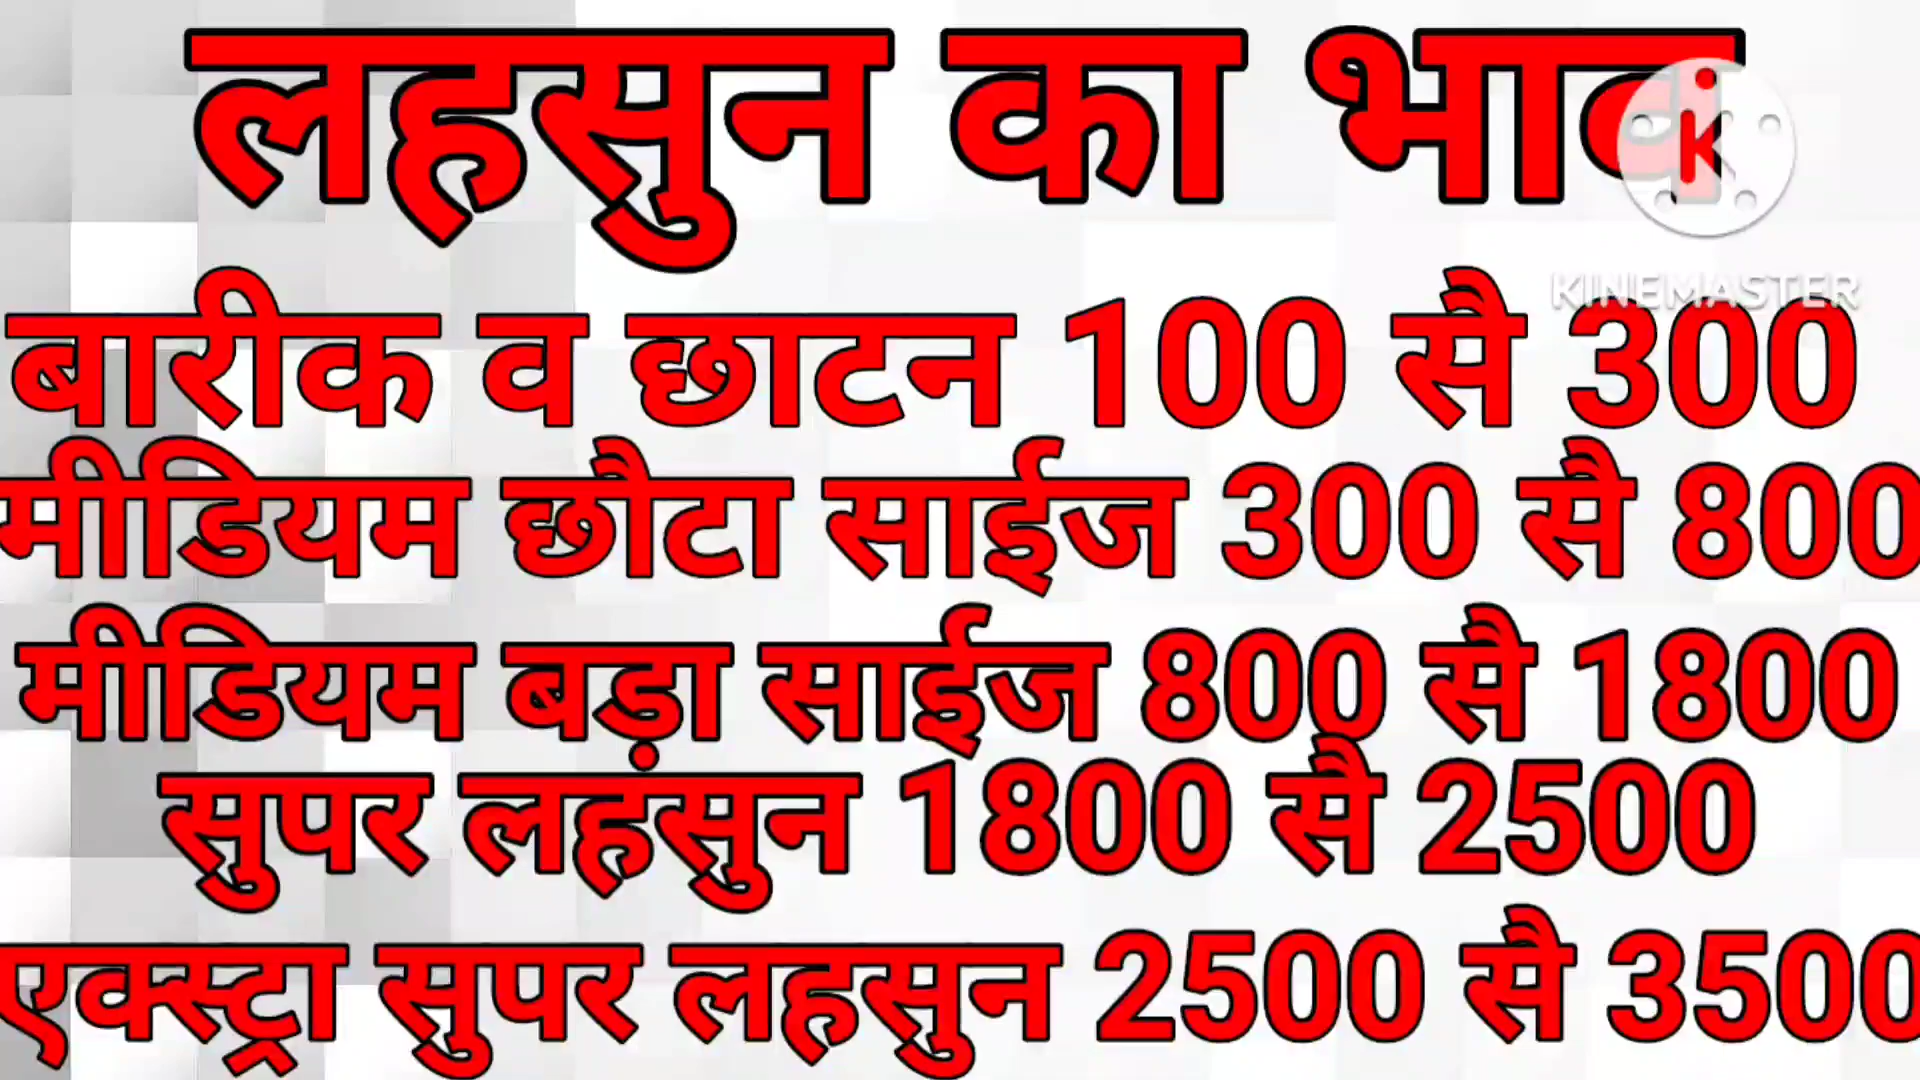 लहसुन का भाव
KINEMASTER
बारीक व छाटन 100 सै 300
मीडियम छौटा साईज 300 सै 800
मीडियम बड़ा साईज 800 सै 1800
सुपर लहसुन 1800 सै 2500
एक्स्ट्रा सुपर लहसुन 2500 सै 3500